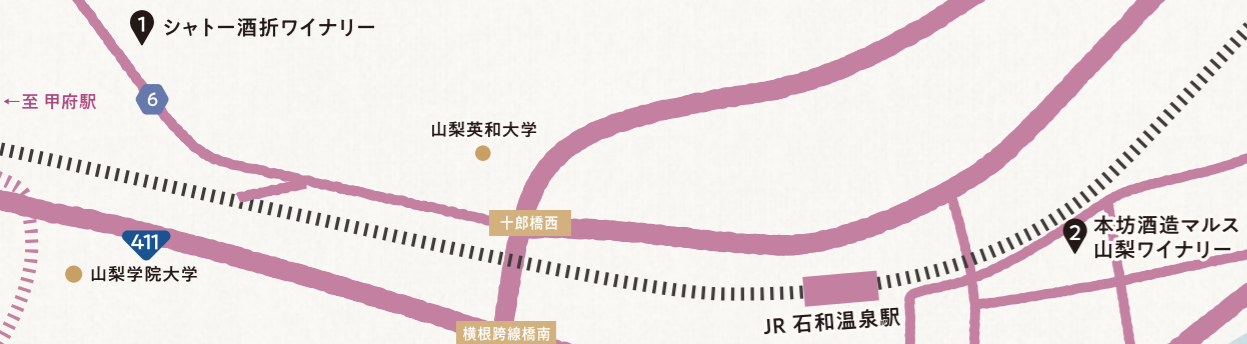 1
シャトー酒折ワイナリー
←至 甲府駅
6
山梨英和大学
十郎橋西
411
山梨学院大学
2
本坊酒造マルス
山梨ワイナリー
JR 石和温泉駅
横根跨線橋南